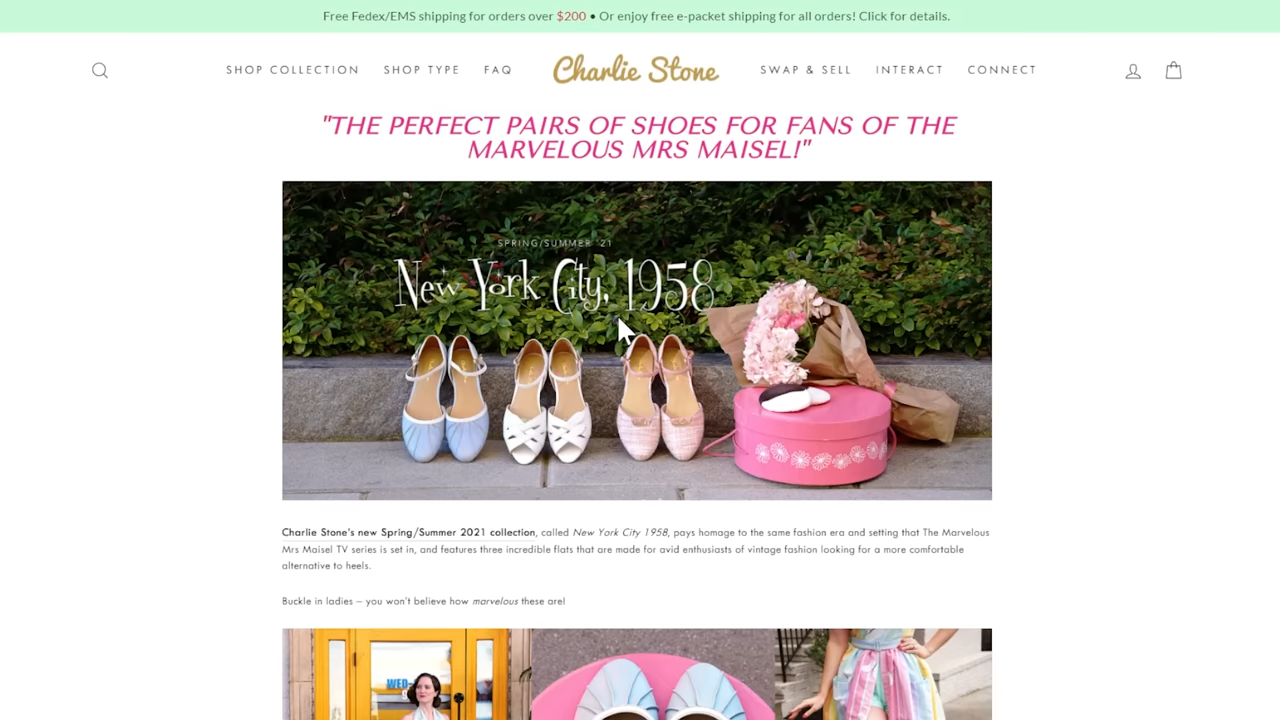 Free Fedex/EMS shipping for orders over $200 • Or enjoy free e-packet shipping for all orders! Click for details.
SHOP COLLECTION SHOP TYPE FAQ Charlie Stone SWAP & SELL INTERACT CONNECT
"THE PERFECT PAIRS OF SHOES FOR FANS OF THE
MARVELOUS MRS MAISEL!"
SPRING/SUMMER '21
New York City, 1958
Charlie Stone's new Spring/Summer 2021 collection, called New York City 1958, pays homage to the same fashion era and setting that The Marvelous
Mrs Maisel TV series is set in, and features three incredible flats that are made for avid enthusiasts of vintage fashion looking for a more comfortable
alternative to heels.
Buckle in ladies – you won't believe how marvelous these are!